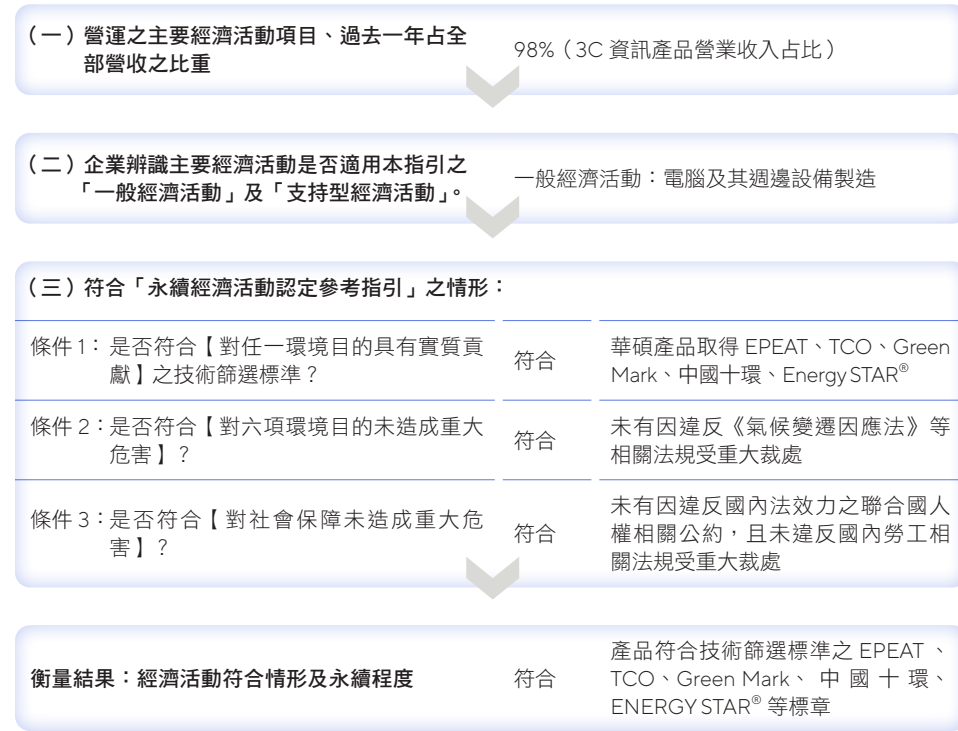 （一）營運之主要經濟活動項目、過去一年占全
部營收之比重
98%（3C 資訊產品營業收入占比）
（二）企業辨識主要經濟活動是否適用本指引之
「一般經濟活動」及「支持型經濟活動」。
一般經濟活動：電腦及其週邊設備製造
（三）符合「永續經濟活動認定參考指引」之情形：
條件 1：是否符合【對任一環境目的具有實質貢
獻】之技術篩選標準？
符合
華碩產品取得 EPEAT、TCO、Green
Mark、中國十環、Energy STAR®
條件 2：是否符合【對六項環境目的未造成重大
危害】？
符合
未有因違反《氣候變遷因應法》等
相關法規受重大裁處
條件 3：是否符合【對社會保障未造成重大危
害】？
符合
未有因違反國內法效力之聯合國人
權相關公約，且未違反國內勞工相
關法規受重大裁處
衡量結果：經濟活動符合情形及永續程度
符合
產品符合技術篩選標準之 EPEAT 、
TCO、Green Mark、中國十環、
ENERGY STAR® 等標章